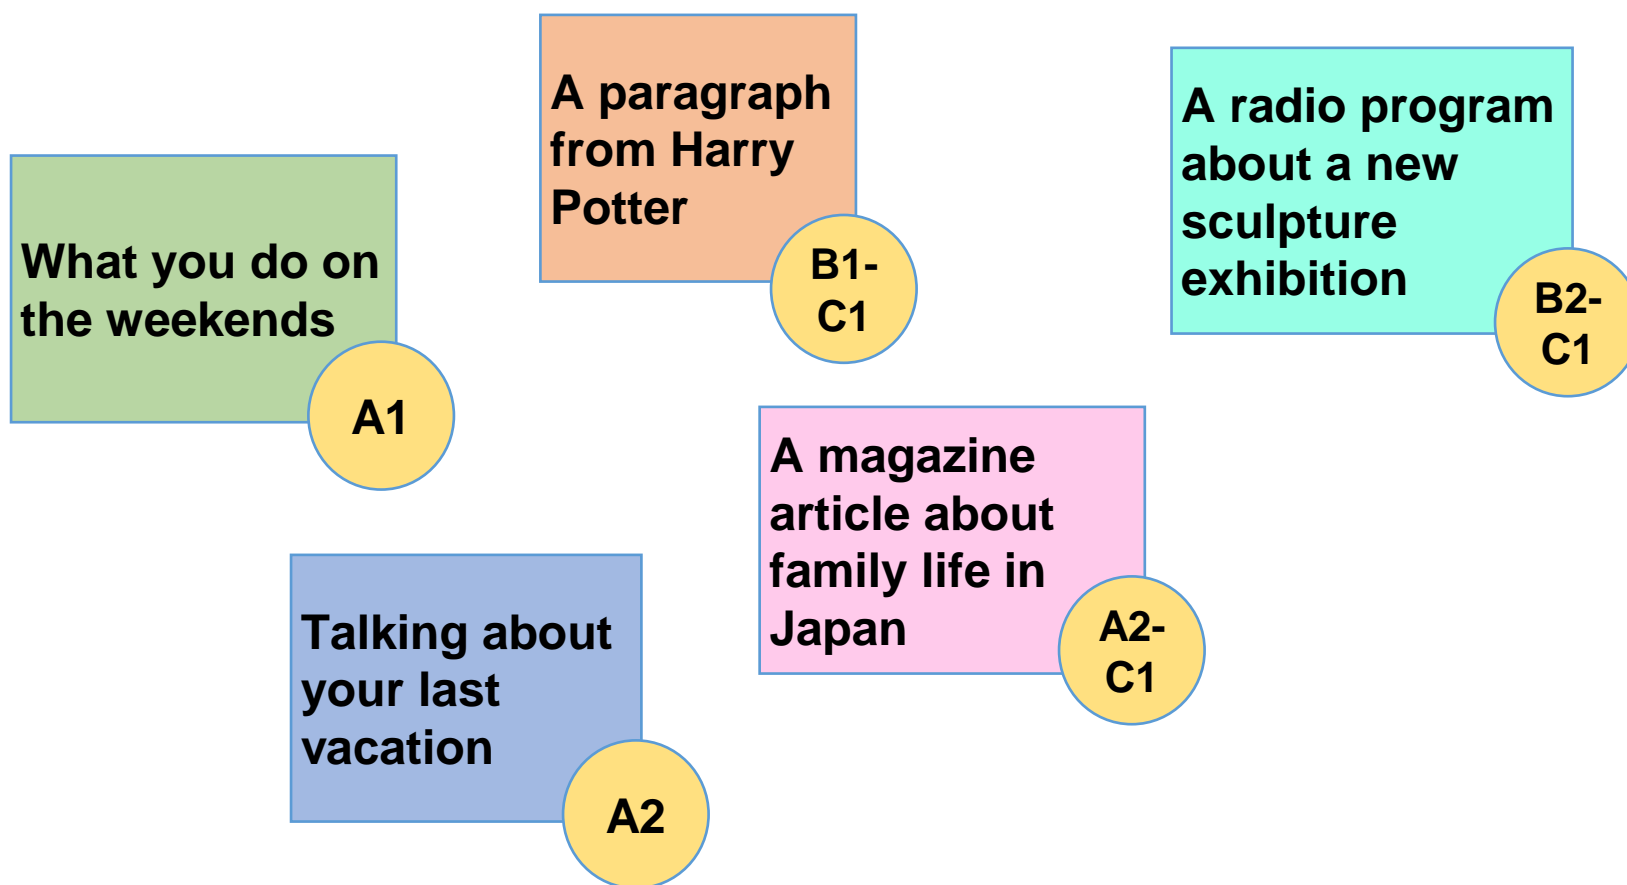 What you do on
the weekends
A1
A paragraph
from Harry
Potter
B1-
C1
A radio program
about a new
sculpture
exhibition
B2-
C1
Talking about
your last
vacation
A2
A magazine
article about
family life in
Japan
A2-
C1